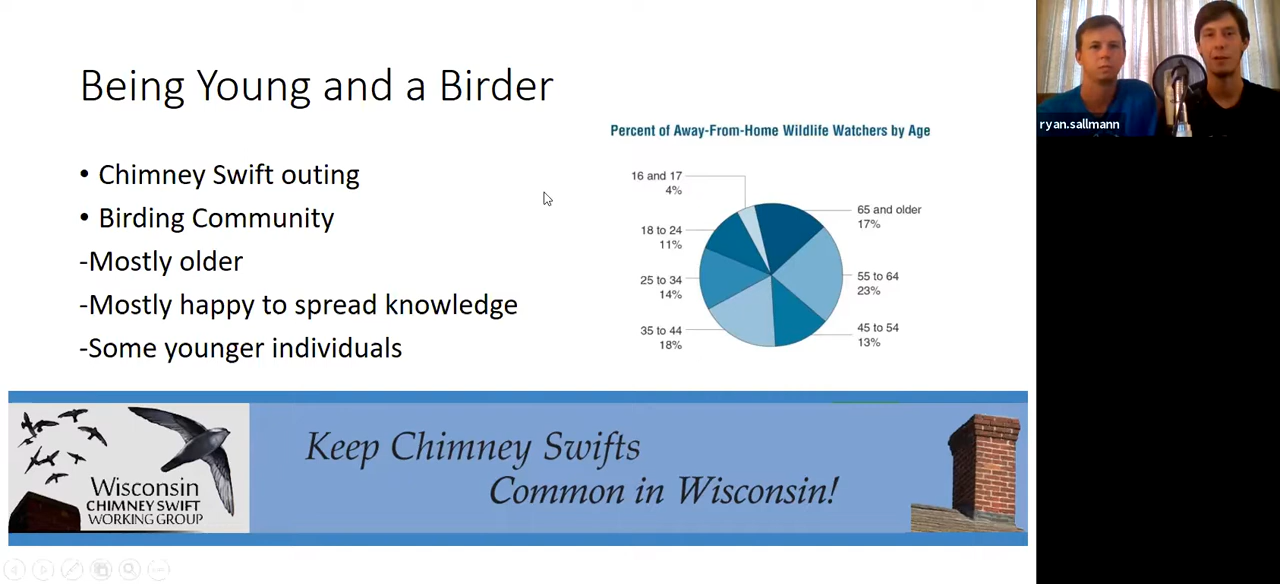 Being Young and a Birder
• Chimney Swift outing
• Birding Community
-Mostly older
-Mostly happy to spread knowledge
-Some younger individuals
Percent of Away-From-Home Wildlife Watchers by Age
16 and 17
4%
18 to 24
11%
25 to 34
14%
35 to 44
18%
65 and older
17%
55 to 64
23%
45 to 54
13%
Wisconsin
CHIMNEY SWIFT
WORKING GROUP
Keep Chimney Swifts
Common in Wisconsin!
ryan.sallmann